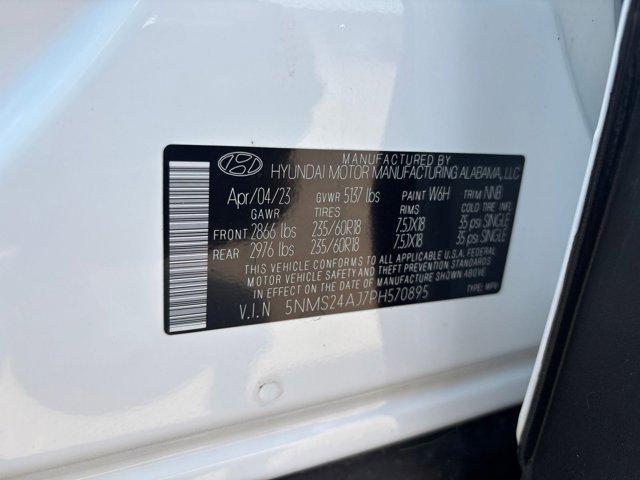 MANUFACTURED BY
HYUNDAI MOTOR MANUFACTURING ALABAMA, LLC
Apr/04/23 GVWR 5137 lbs PAINT W6H TRIM NNB
GAWR TIRES RIMS COLD TIRE INFL
FRONT 2866 lbs 235/60R18 7.5JX18 35 psi SINGLE
REAR 2976 lbs 235/60R18 7.5JX18 35 psi SINGLE
THIS VEHICLE CONFORMS TO ALL APPLICABLE U.S.A. FEDERAL
MOTOR VEHICLE SAFETY AND THEFT PREVENTION STANDARDS
IN EFFECT ON THE DATE OF MANUFACTURE SHOWN ABOVE
V.I.N 5NMS24AJ7PH570895 TYPE: MPV